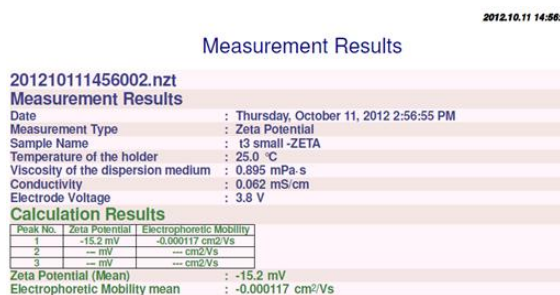 2012.10.11 14:56:
Measurement Results
201210111456002.nzt
Measurement Results
Date : Thursday, October 11, 2012 2:56:55 PM
Measurement Type : Zeta Potential
Sample Name : t3 small -ZETA
Temperature of the holder : 25.0 °C
Viscosity of the dispersion medium : 0.895 mPa·s
Conductivity : 0.062 mS/cm
Electrode Voltage : 3.8 V
Calculation Results
Peak No. Zeta Potential Electrophoretic Mobility
1 -15.2 mV -0.000117 cm2/Vs
2 --- mV --- cm2/Vs
3 --- mV --- cm2/Vs
Zeta Potential (Mean) : -15.2 mV
Electrophoretic Mobility mean : -0.000117 cm²/Vs